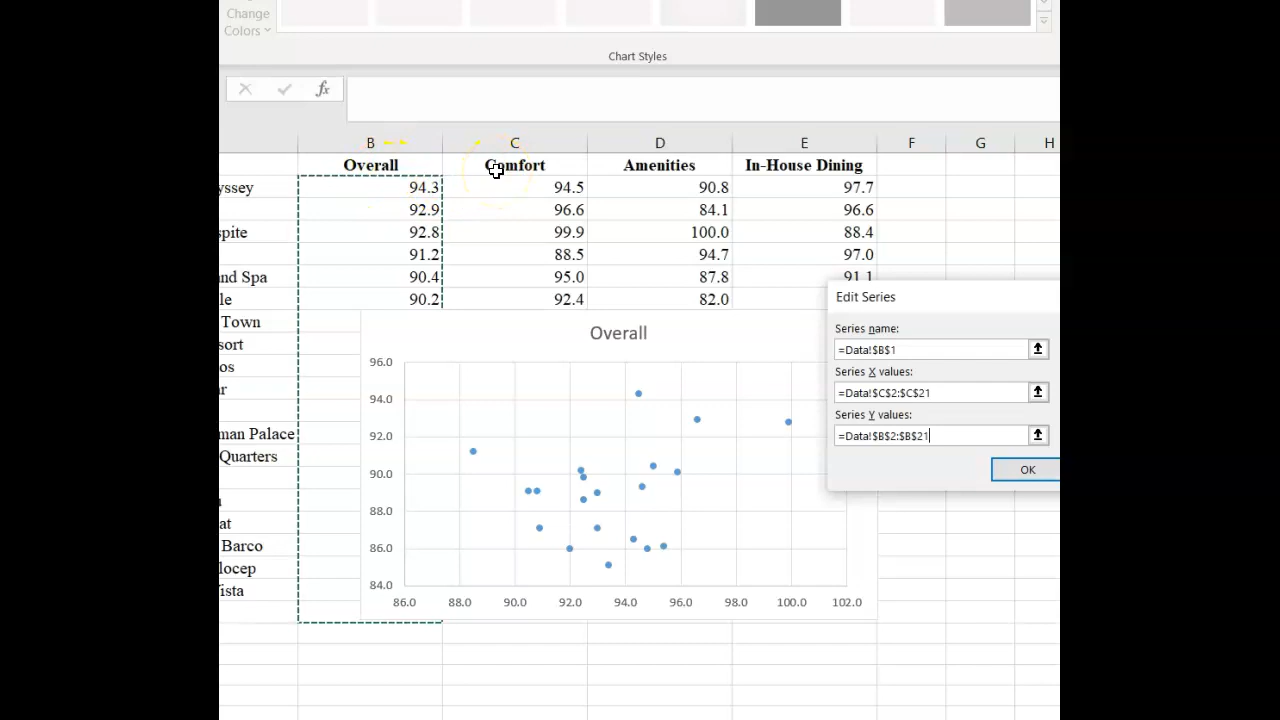 Change
Colors
Chart Styles
fx
B C D E F G H
Overall Comfort Amenities In-House Dining
yssey 94.3 94.5 90.8 97.7
92.9 96.6 84.1 96.6
spite 92.8 99.9 100.0 88.4
91.2 88.5 94.7 97.0
and Spa 90.4 95.0 87.8 91.1
le 90.2 92.4 82.0
Town
sort
os
ar
man Palace
Quarters
a
at
Barco
locep
Vista
Overall
96.0
94.0
92.0
90.0
88.0
86.0
84.0
86.0 88.0 90.0 92.0 94.0 96.0 98.0 100.0 102.0
Edit Series
Series name:
=Data!$B$1
Series X values:
=Data!$C$2:$C$21
Series Y values:
=Data!$B$2:$B$21
OK